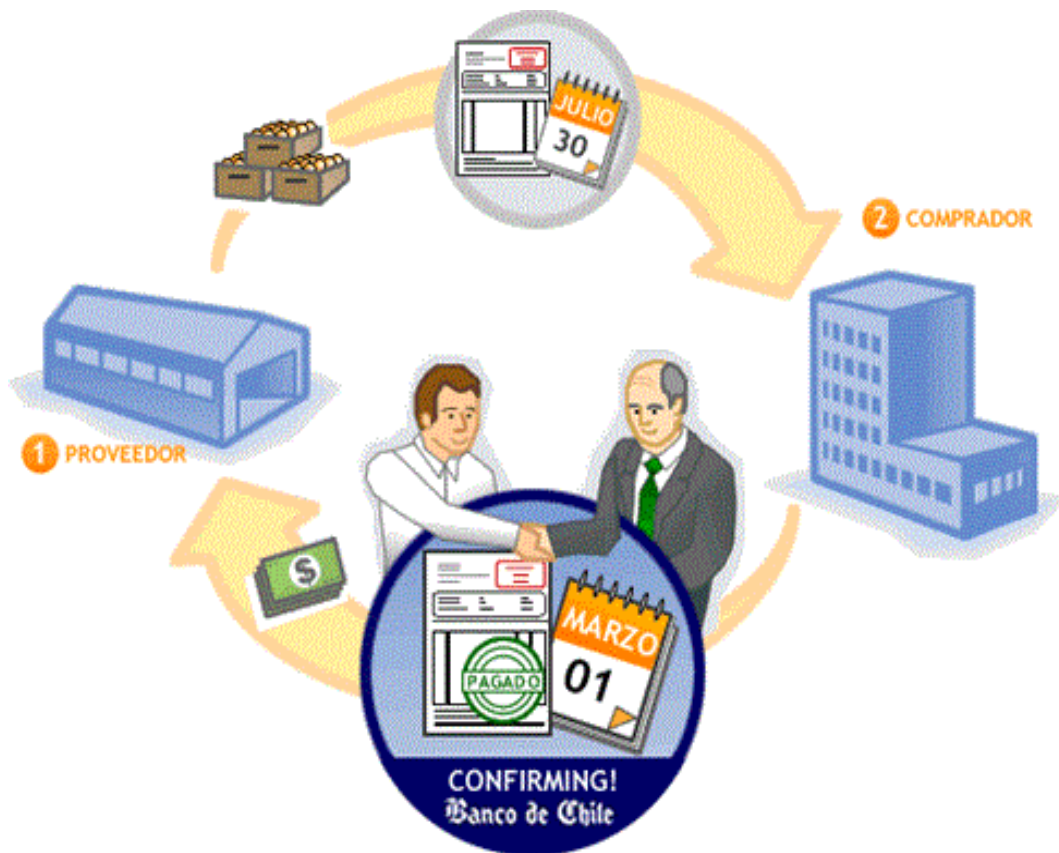 JULIO
30
2 COMPRADOR
1 PROVEEDOR
$
MARZO
01
PAGADO
CONFIRMING!
Banco de Chile